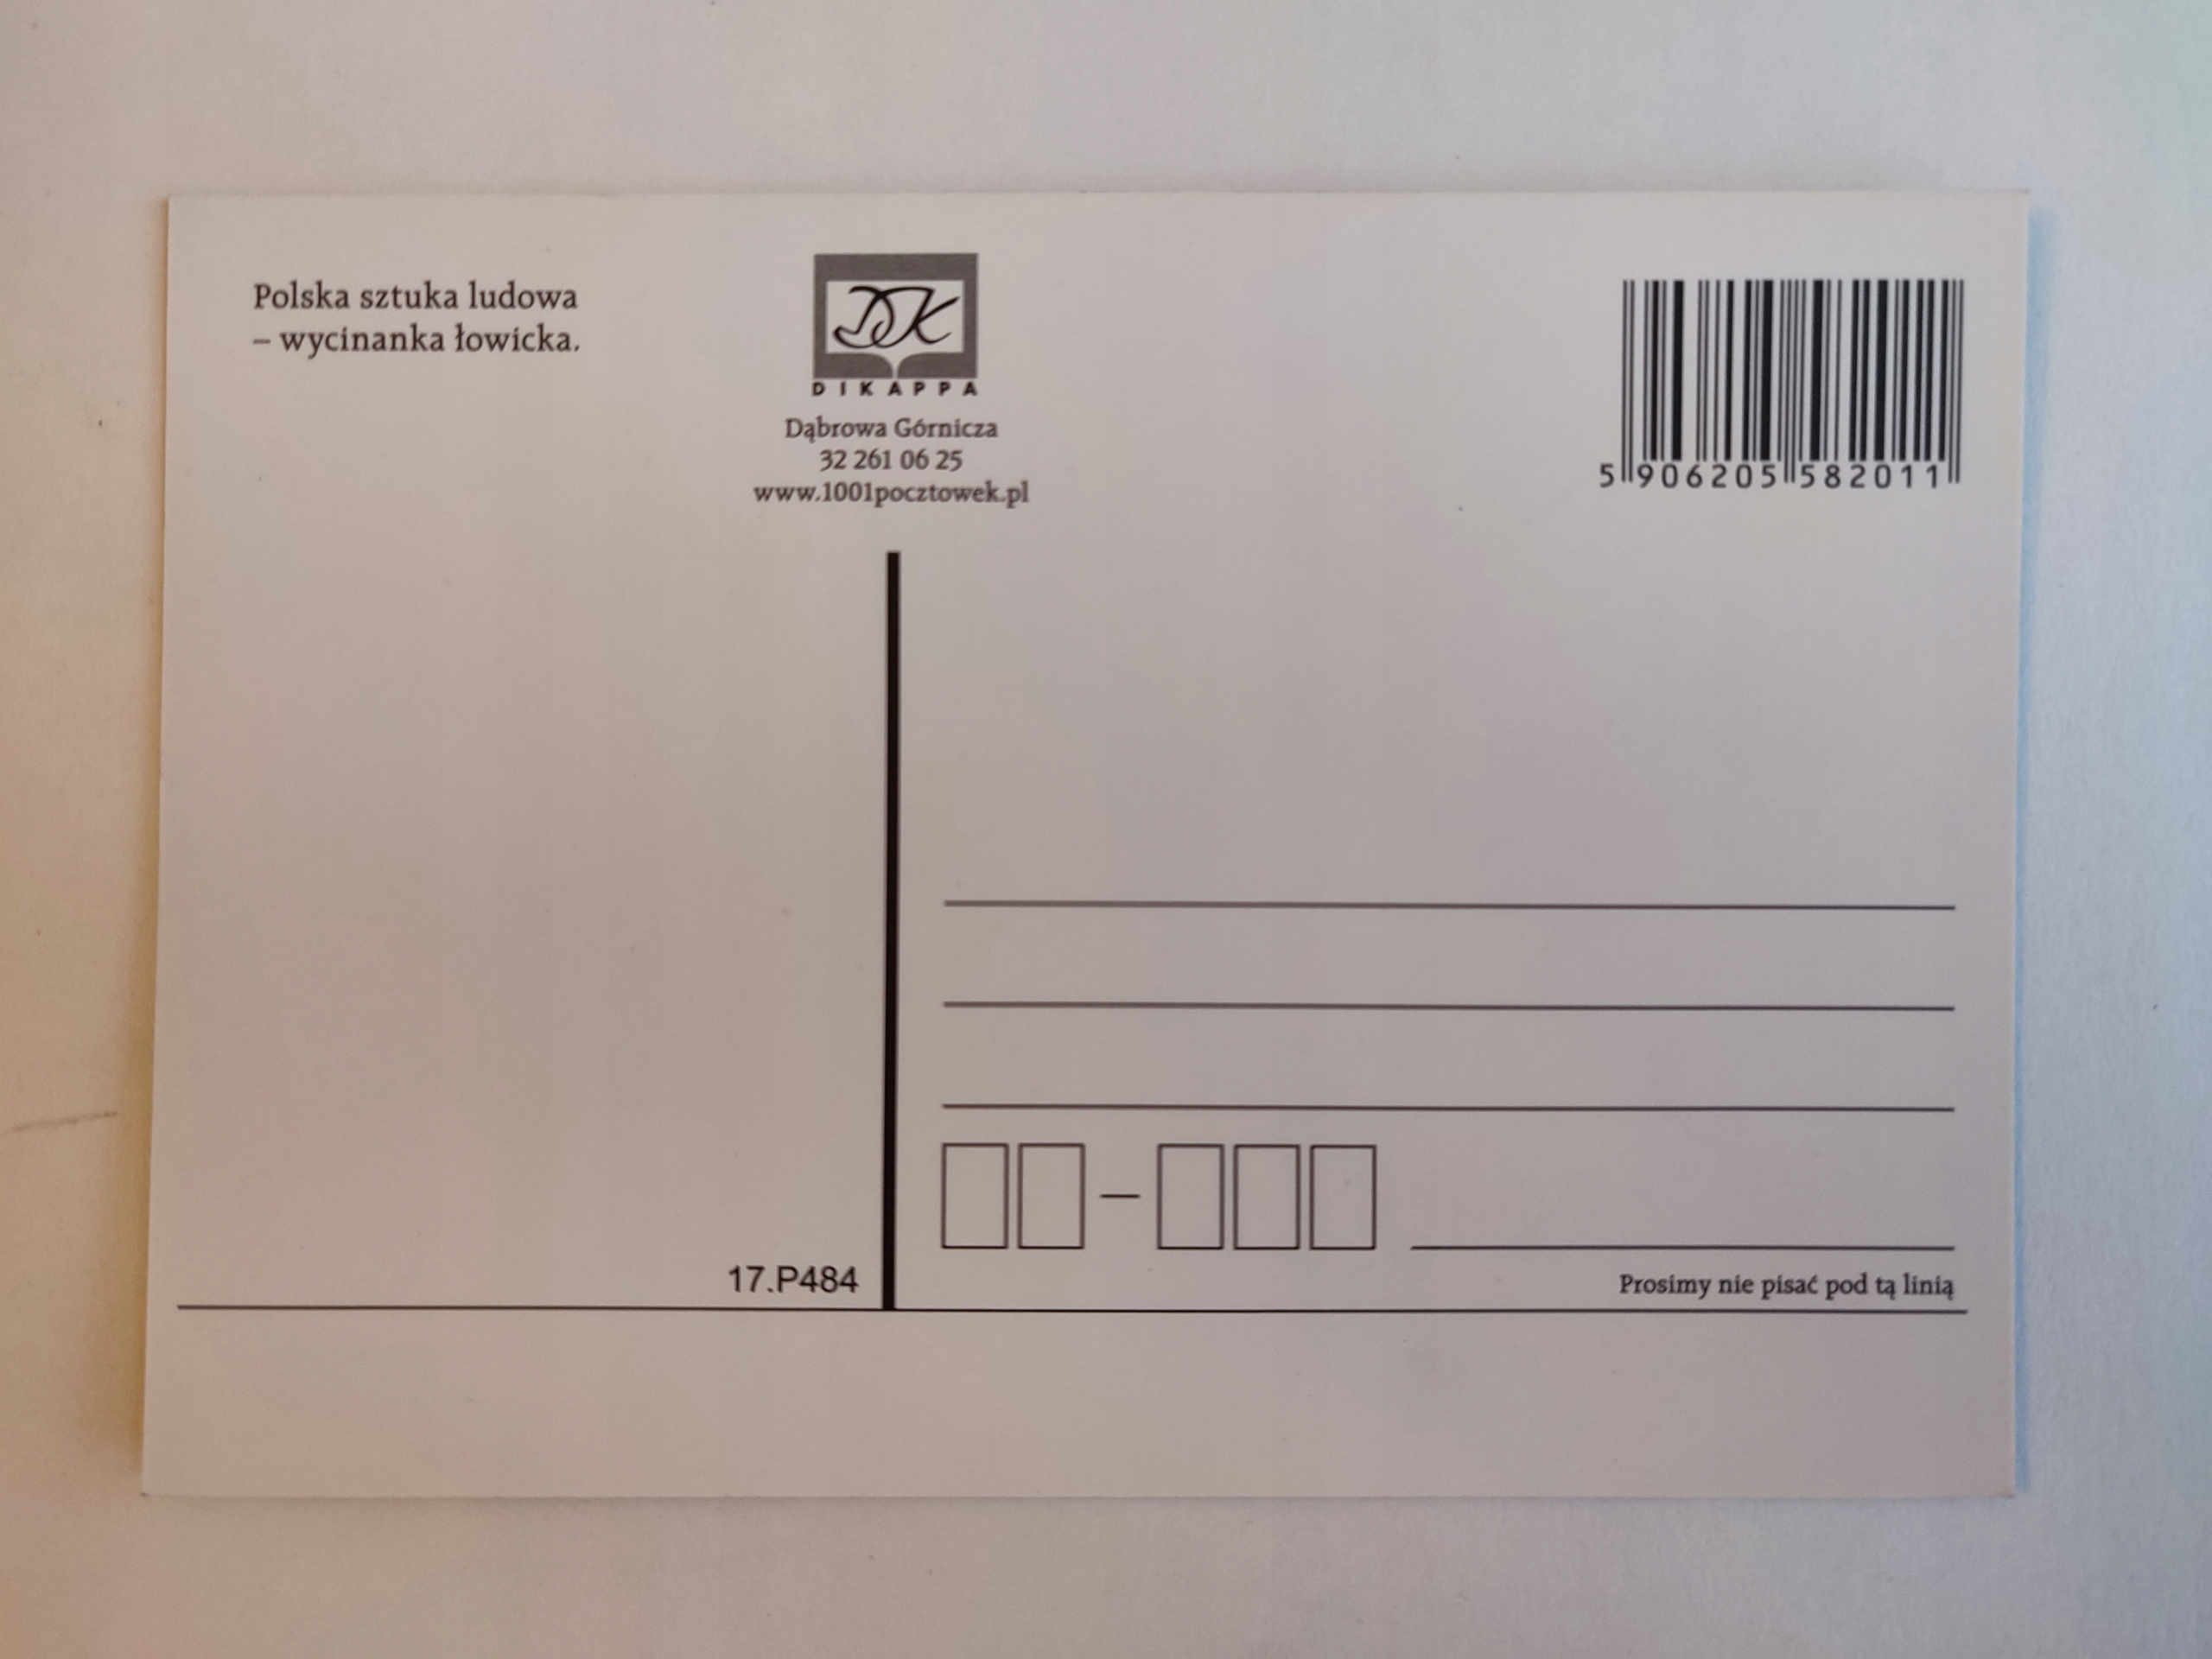 Polska sztuka ludowa
– wycinanka łowicka.
DK
DIKAPPA
Dąbrowa Górnicza
32 261 06 25
www.1001pocztowek.pl
5 906205 582011
17.P484
Prosimy nie pisać pod tą linią